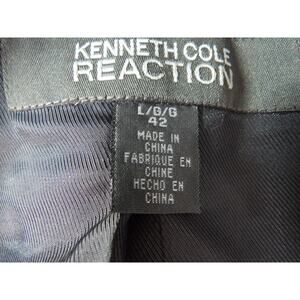 KENNETH COLE
REACTION
L/G/G
42
MADE IN
CHINA
FABRIQUE EN
CHINE
HECHO EN
CHINA